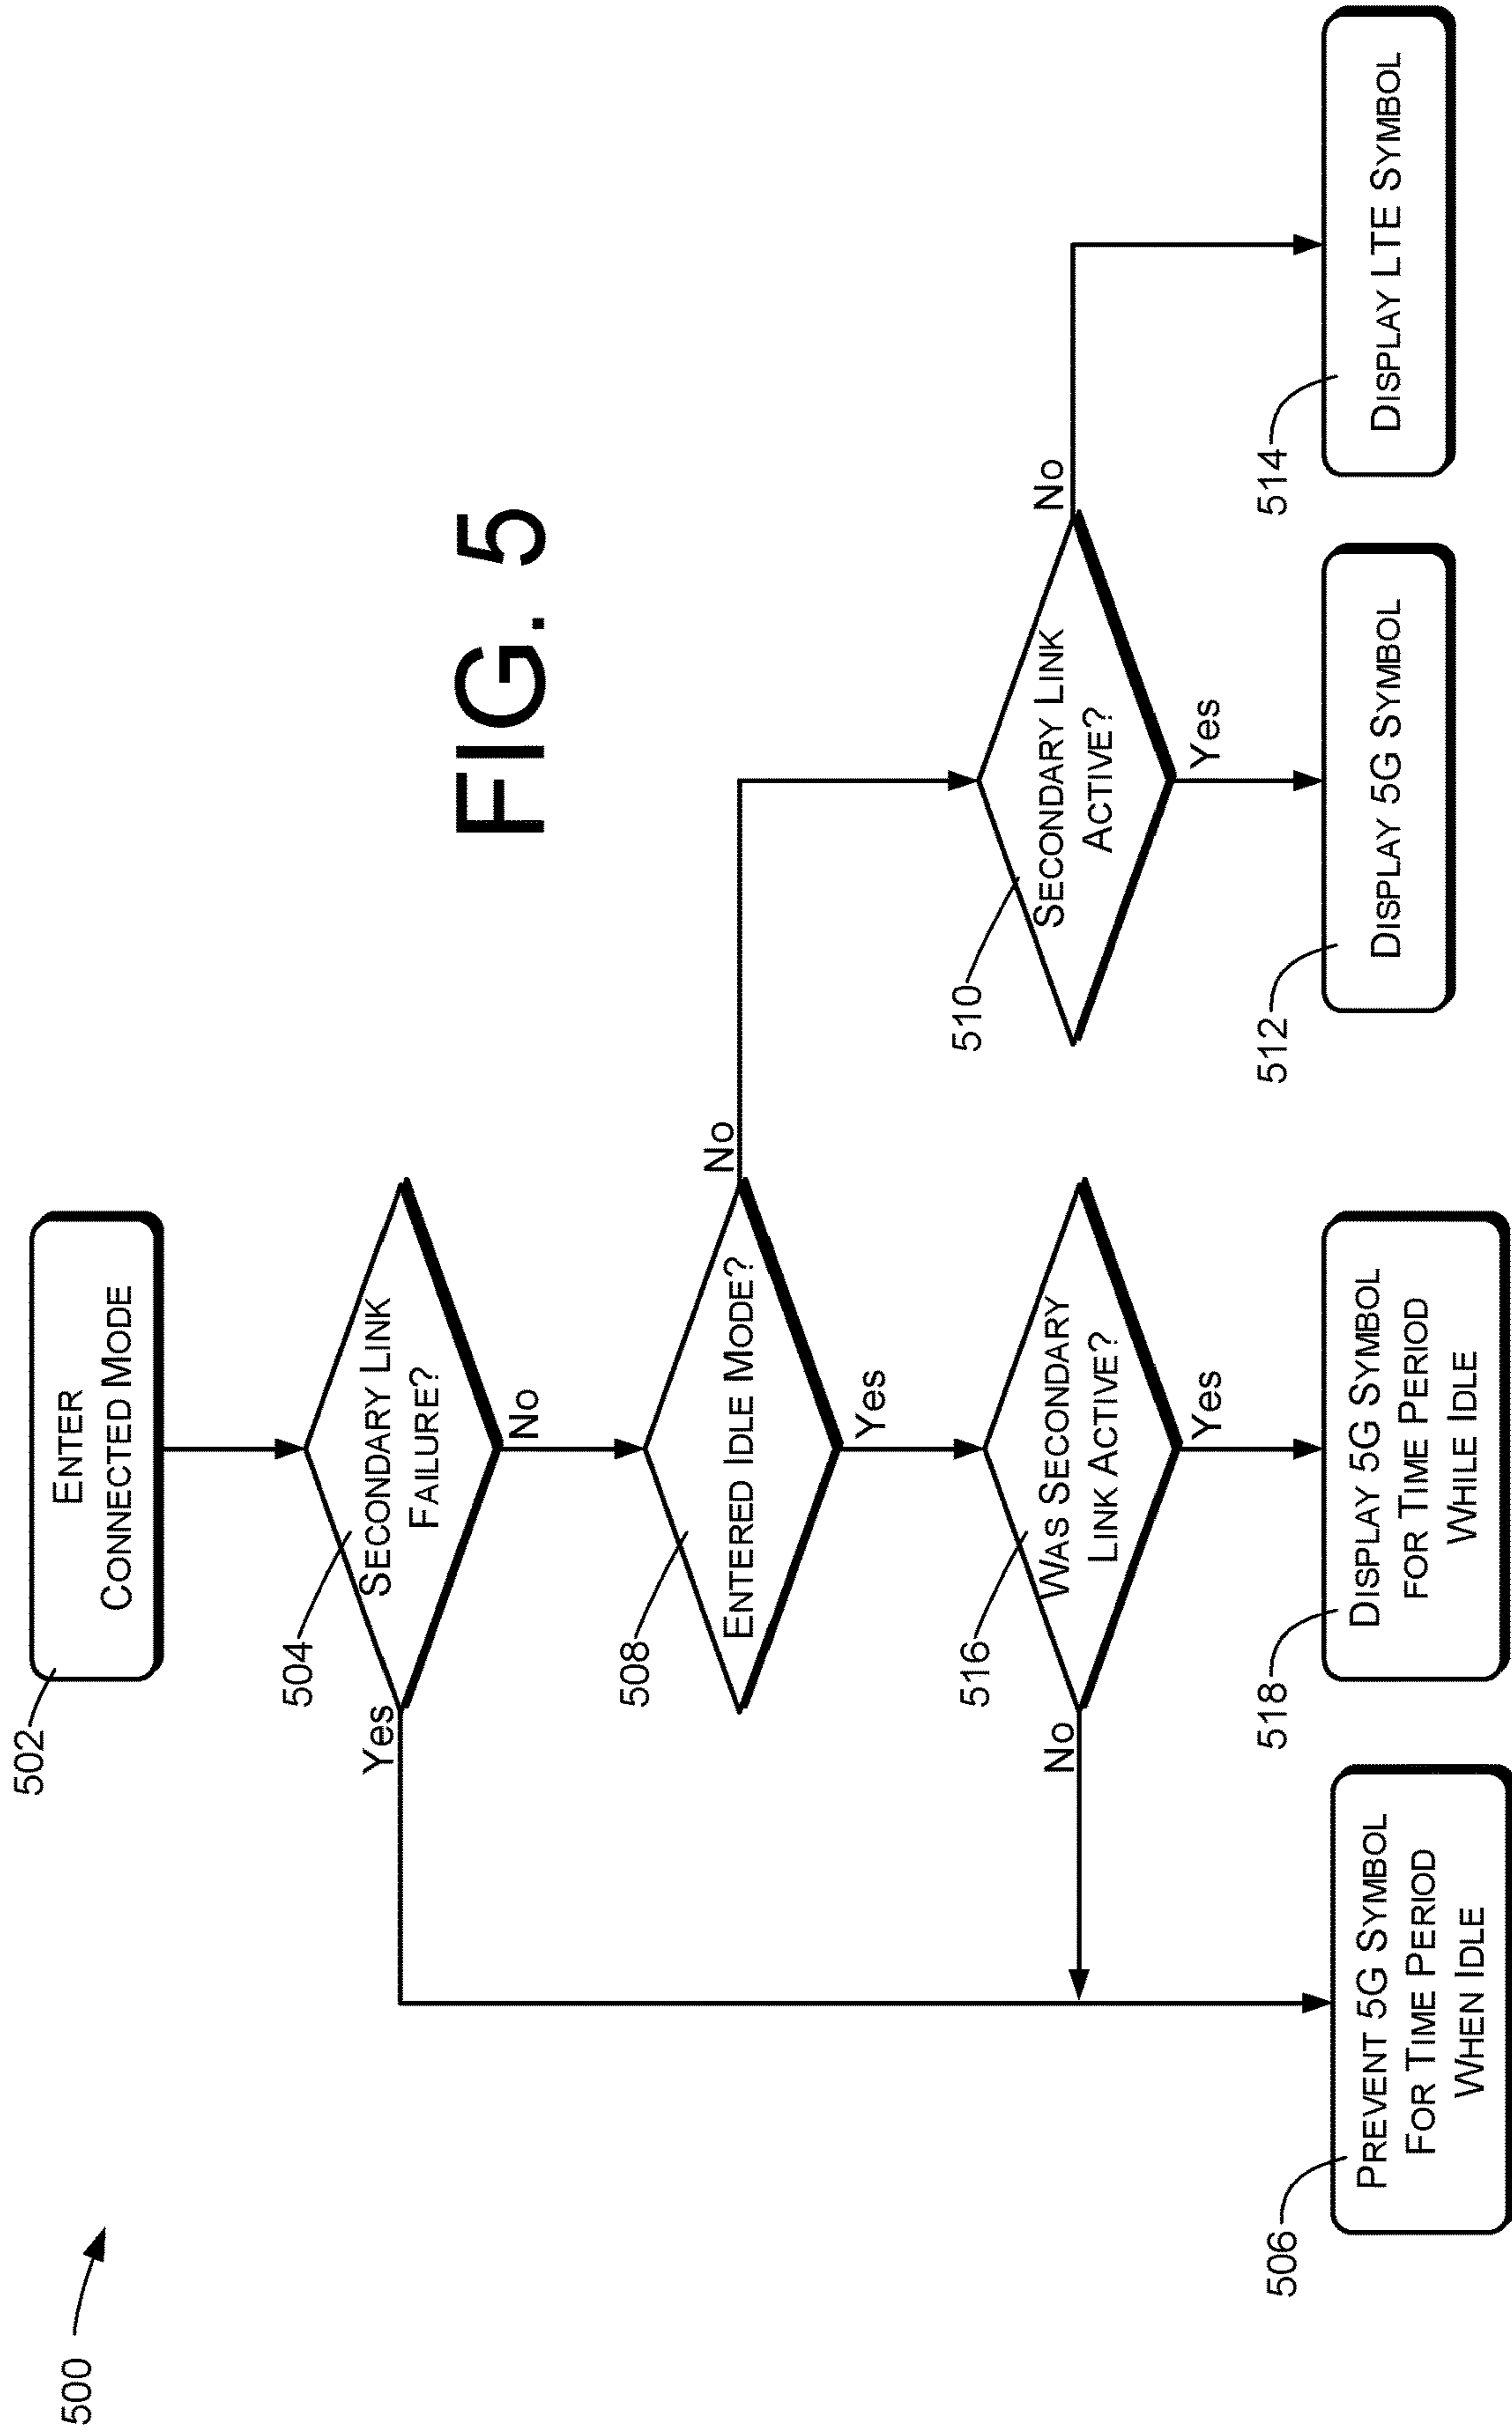 500
502
ENTER
CONNECTED MODE
504
SECONDARY LINK
FAILURE?
Yes
No
FIG. 5
508
ENTERED IDLE MODE?
No
Yes
516
WAS SECONDARY
LINK ACTIVE?
No
Yes
510
SECONDARY LINK
ACTIVE?
No
Yes
506
PREVENT 5G SYMBOL
FOR TIME PERIOD
WHEN IDLE
518
DISPLAY 5G SYMBOL
FOR TIME PERIOD
WHILE IDLE
512
DISPLAY 5G SYMBOL
514
DISPLAY LTE SYMBOL